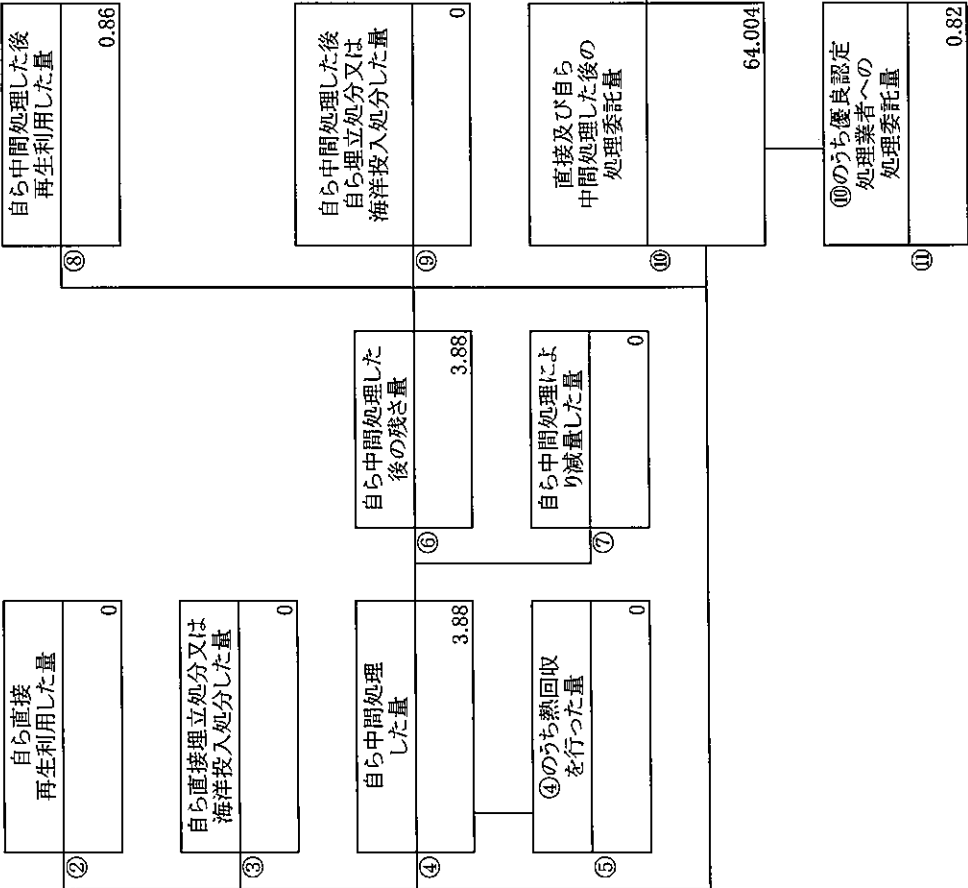 ②
自ら直接
再生利用した量
0
③
自ら直接埋立処分又は
海洋投入処分した量
0
④
自ら中間処理
した量
3.88
⑤
④のうち熱回収
を行った量
0
⑥
自ら中間処理した
後の残さ量
3.88
⑦
自ら中間処理によ
り減量した量
0
⑧
自ら中間処理した後
再生利用した量
0.86
⑨
自ら中間処理した後
自ら埋立処分又は
海洋投入処分した量
0
⑩
直接及び自ら
中間処理した後の
処理委託量
64.004
⑪
⑩のうち優良認定
処理業者への
処理委託量
0.82